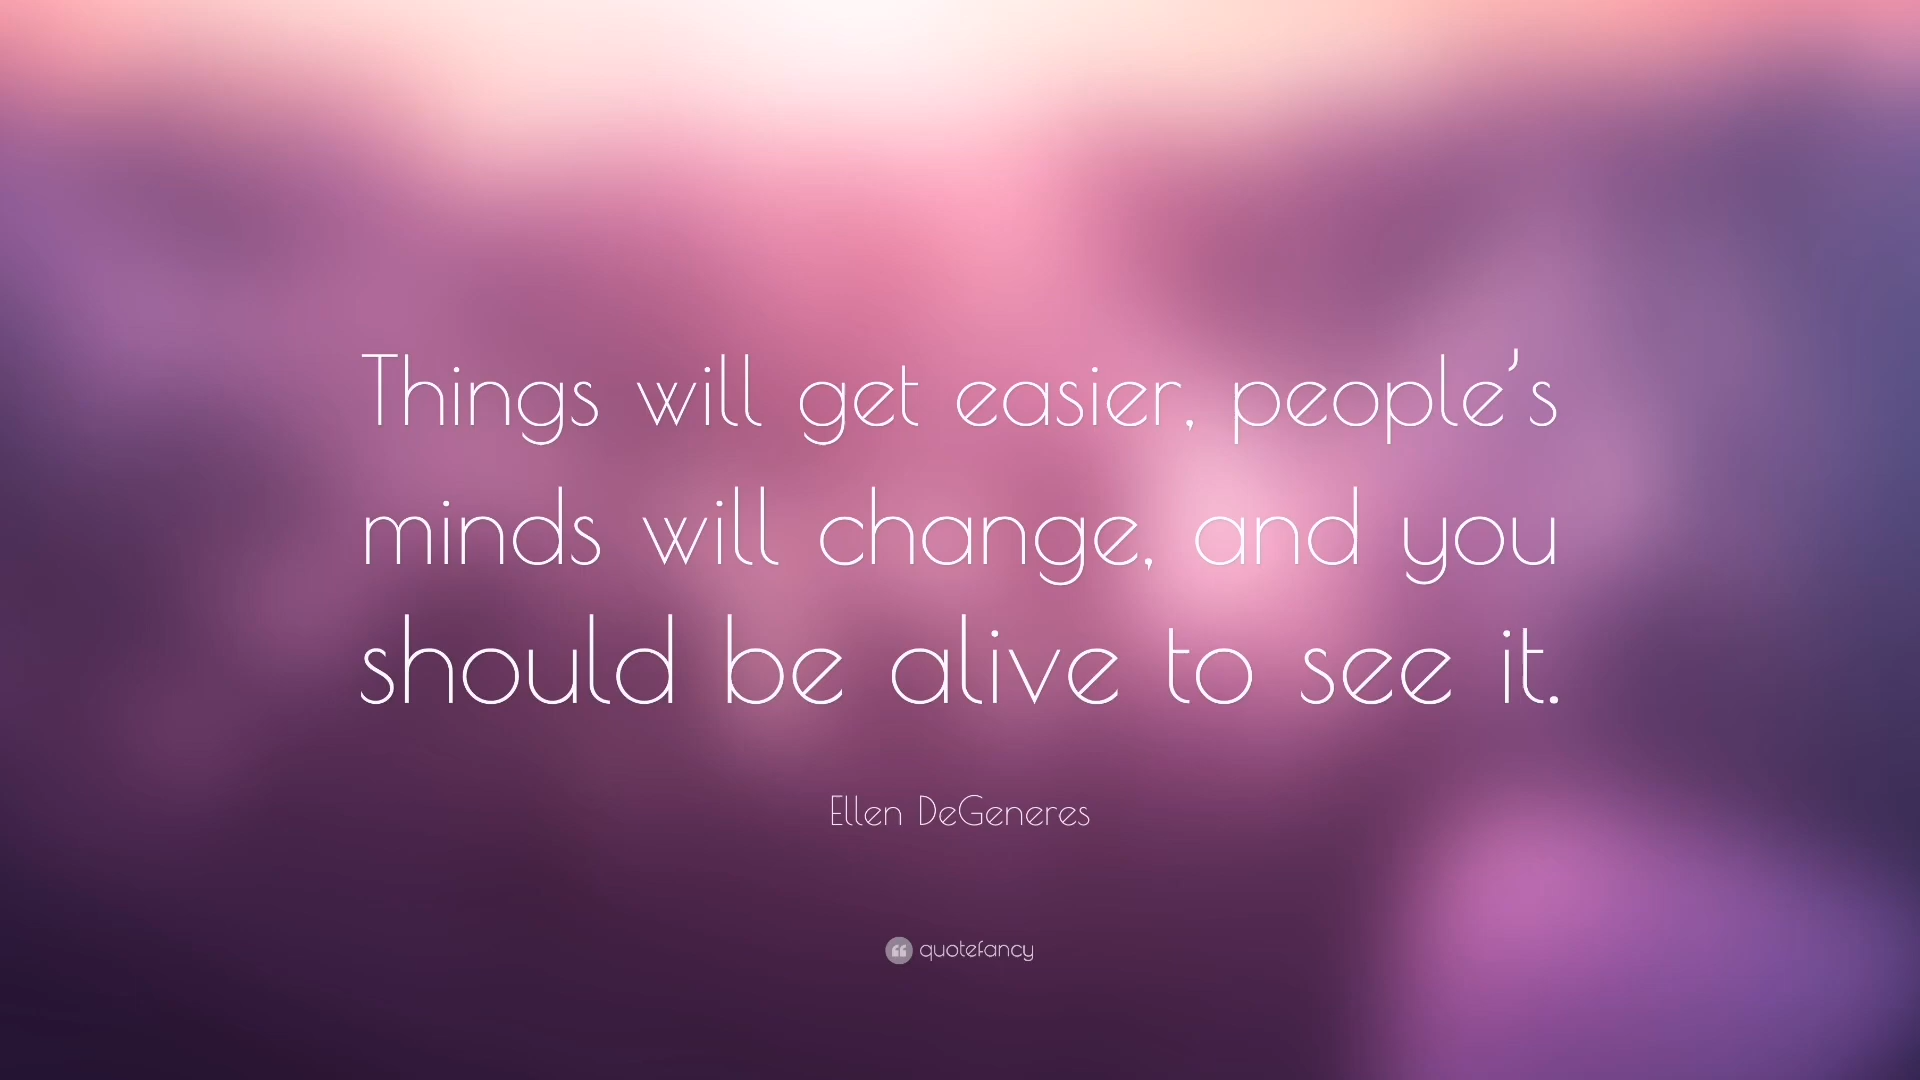 Things will get easier, people’s
minds will change, and you
should be alive to see it.
Ellen DeGeneres
quotefancy